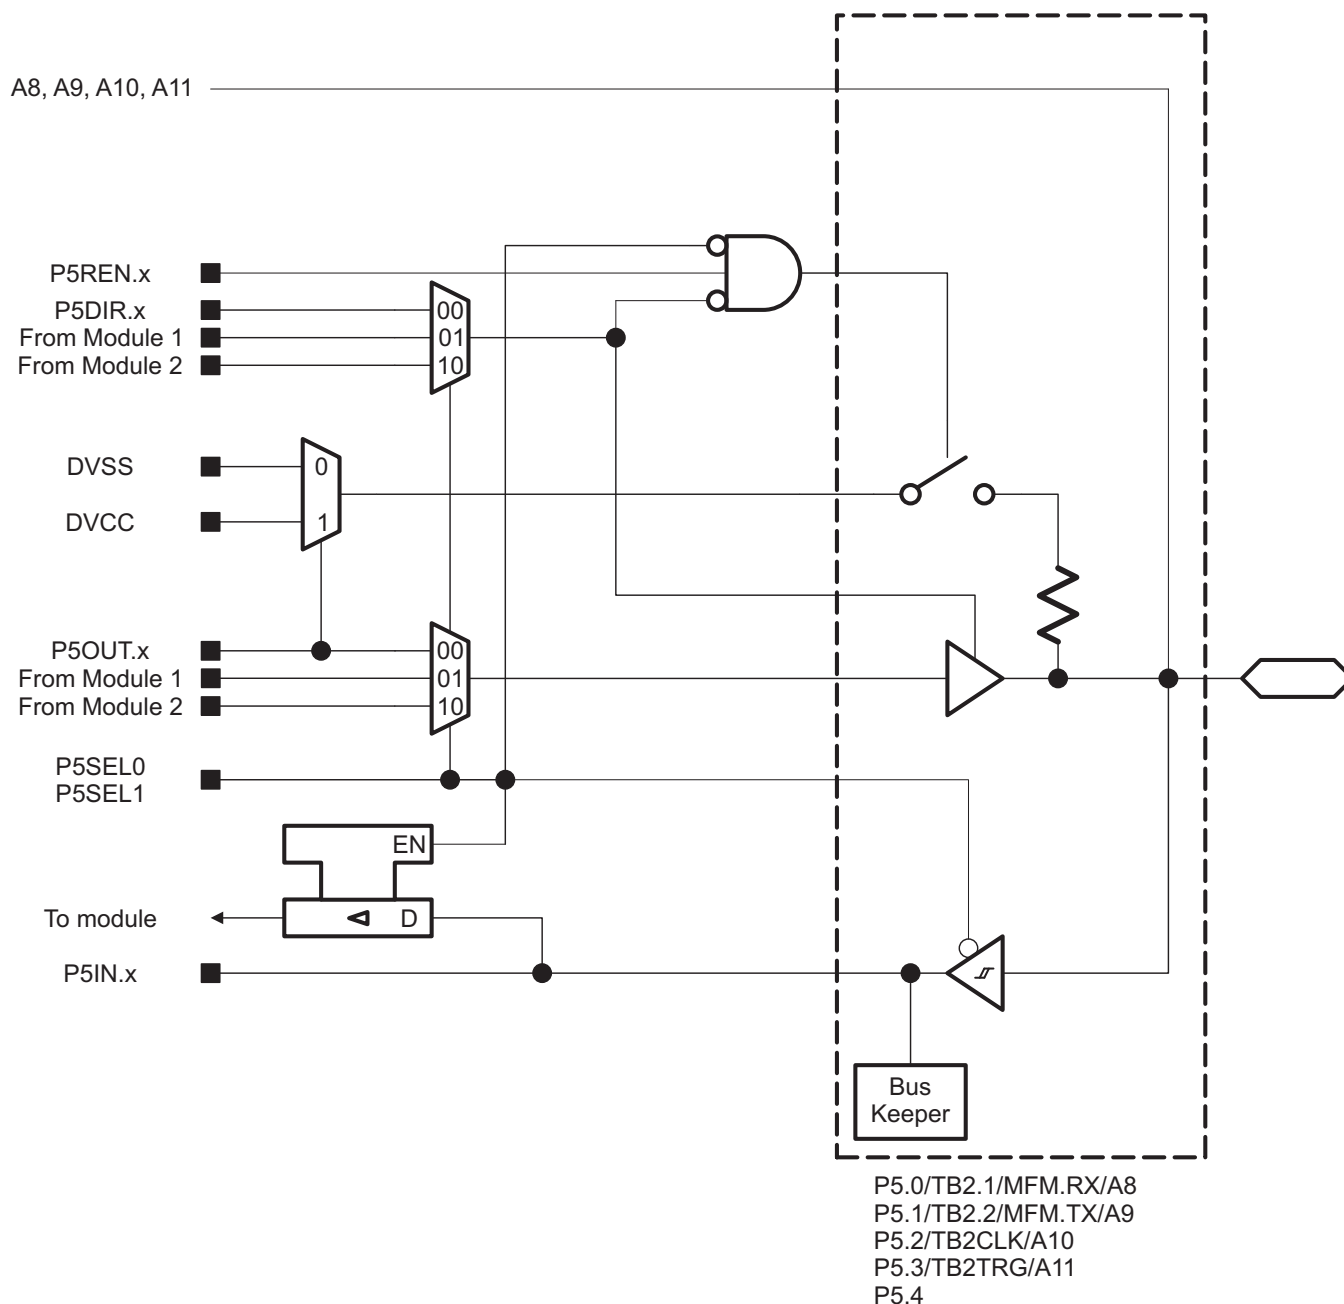 A8, A9, A10, A11
P5REN.x
P5DIR.x
00
From Module 1
01
From Module 2
10
DVSS
0
DVCC
1
P5OUT.x
00
From Module 1
01
From Module 2
10
P5SEL0
P5SEL1
EN
To module
D
P5IN.x
Bus
Keeper
P5.0/TB2.1/MFM.RX/A8
P5.1/TB2.2/MFM.TX/A9
P5.2/TB2CLK/A10
P5.3/TB2TRG/A11
P5.4